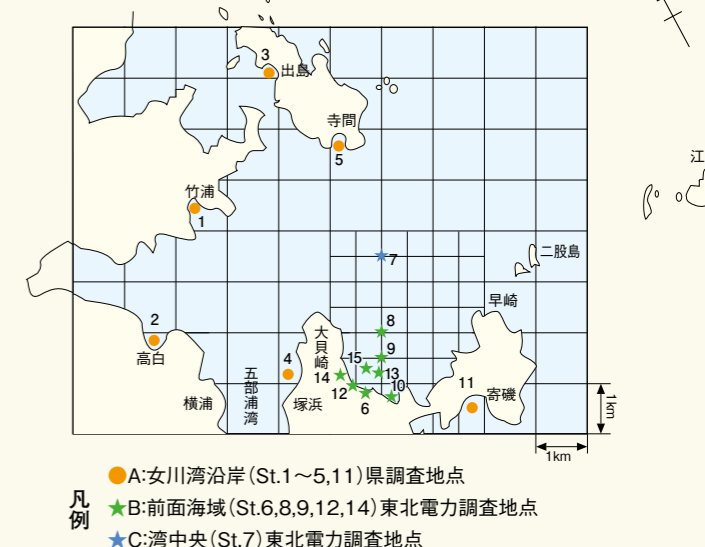 3
出島
寺間
5
江
竹浦
1
7
二股島
早崎
2
高白
8
大貝崎
9
15
4
14
13
12
10
6
11
寄磯
五部浦湾
横浦
塚浜
1km
1km
凡例
A:女川湾沿岸(St.1～5,11)県調査地点
B:前面海域(St.6,8,9,12,14)東北電力調査地点
C:湾中央(St.7)東北電力調査地点